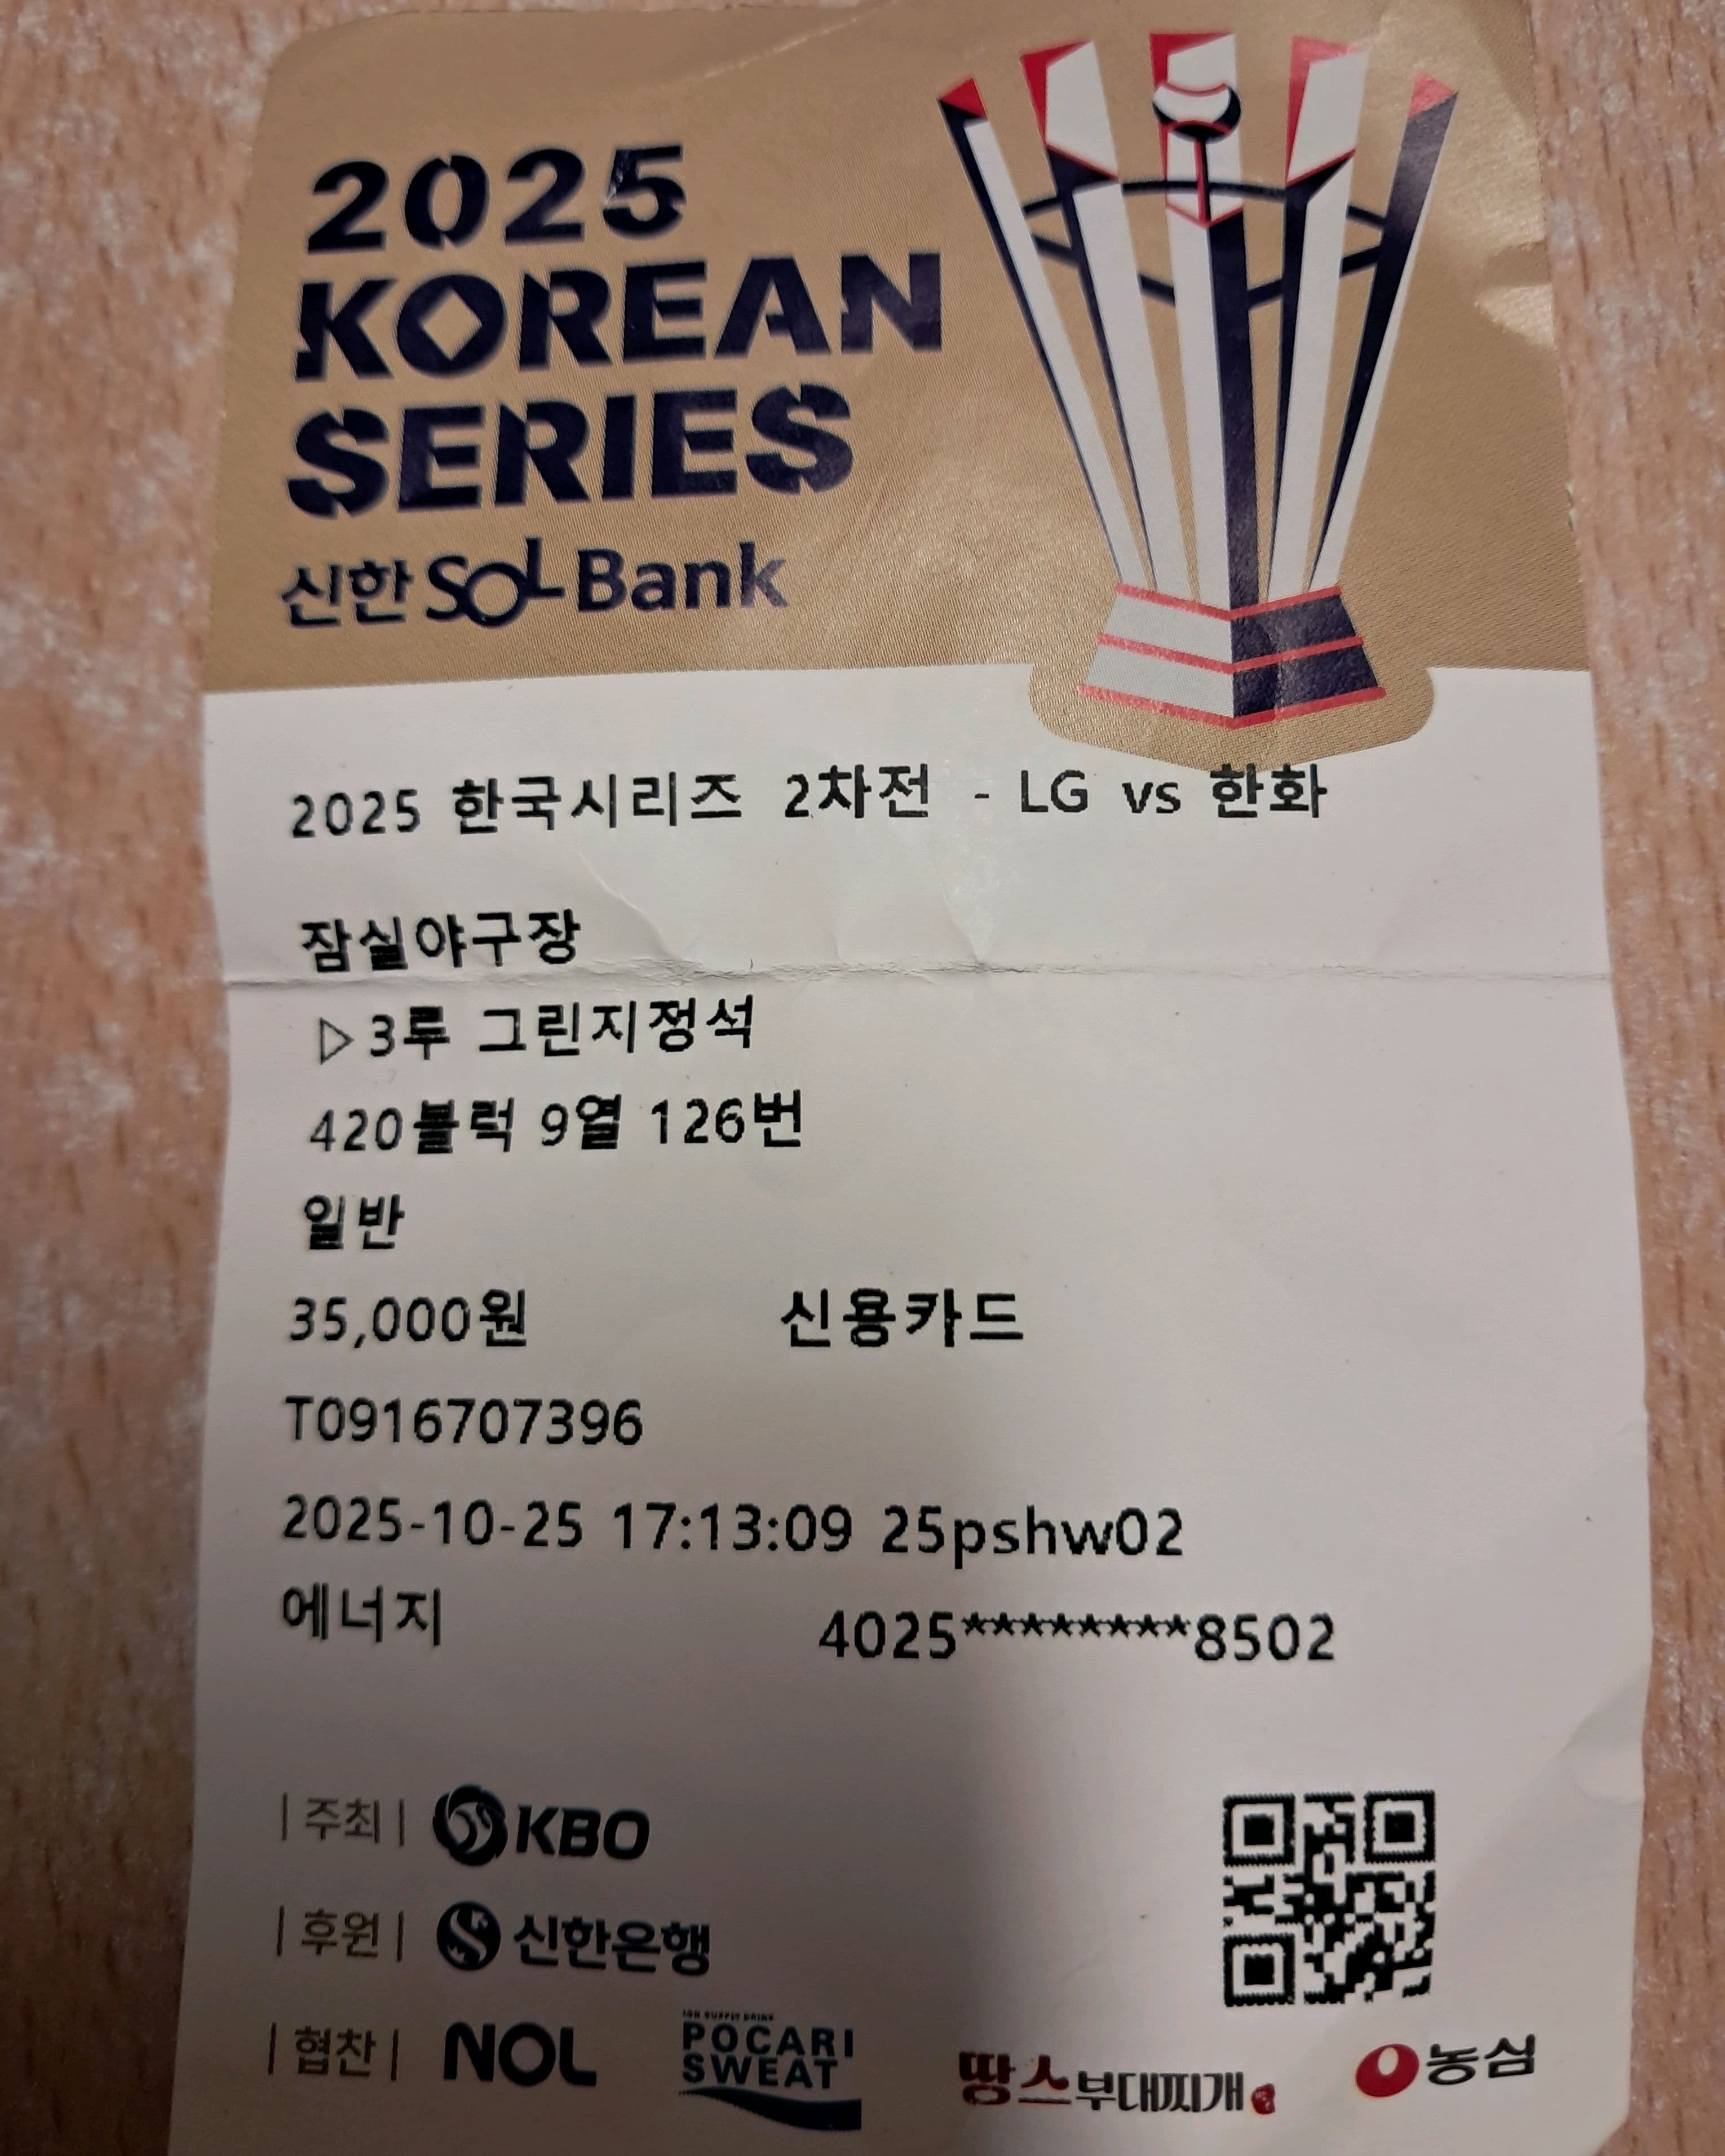 2025
KOREAN
SERIES
신한 SOL Bank
2025 한국시리즈 2차전 - LG vs 한화
잠실야구장
▷3루 그린지정석
420블럭 9열 126번
일반
35,000원 신용카드
T0916707396
2025-10-25 17:13:09 25pshw02
에너지 4025********8502
| 주최 | KBO
| 후원 | 신한은행
| 협찬 | NOL
ION SUPPLY DRINK
POCARI
SWEAT
땅스부대찌개
농심